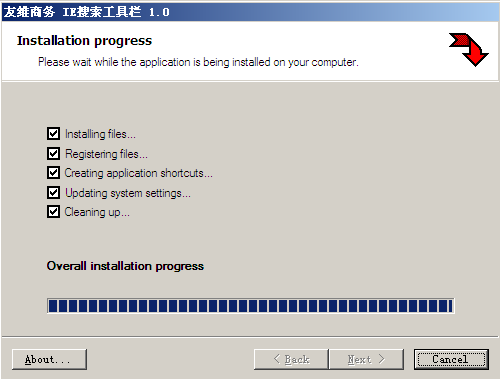 友维商务 IE搜索工具栏 1.0
Installation progress
Please wait while the application is being installed on your computer.
Installing files...
Registering files...
Creating application shortcuts...
Updating system settings...
Cleaning up...
Overall installation progress
About... < Back Next > Cancel